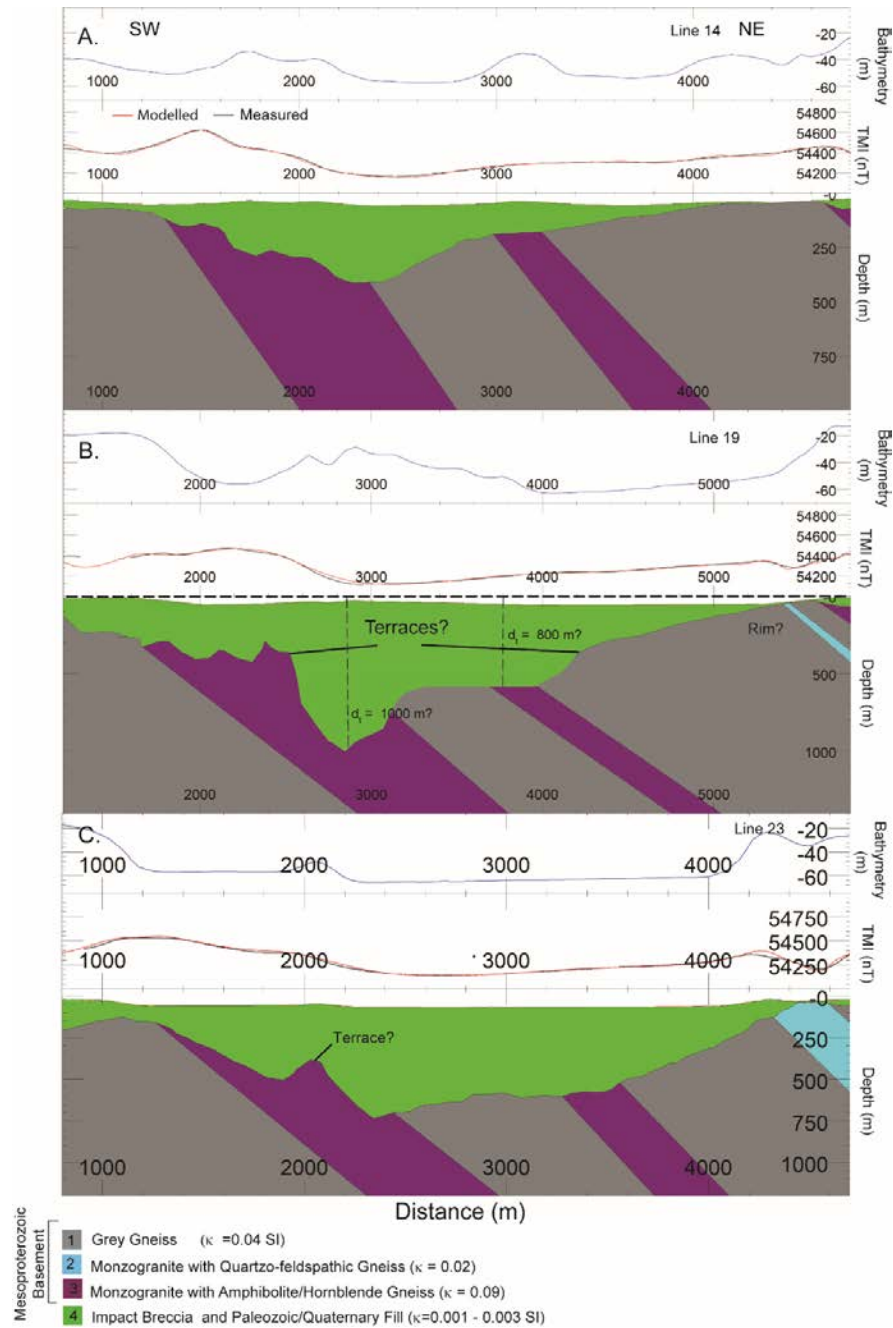 A. SW Line 14 NE
-20
-40
-60
Bathymetry (m)
1000 2000 3000 4000
Modelled Measured
54800
54600
54400
54200
TMI (nT)
1000 2000 3000 4000
-0
250
500
750
Depth (m)
1000 2000 3000 4000
B. Line 19
-20
-40
-60
Bathymetry (m)
2000 3000 4000 5000
54800
54600
54400
54200
TMI (nT)
2000 3000 4000 5000
-0
500
1000
Depth (m)
Terraces?
dt = 800 m?
Rim?
dt = 1000 m?
2000 3000 4000 5000
C. Line 23
-20
-40
-60
Bathymetry (m)
1000 2000 3000 4000
54750
54500
54250
TMI (nT)
1000 2000 3000 4000
-0
250
500
750
1000
Depth (m)
Terrace?
1000 2000 3000 4000
Distance (m)
Mesoproterozoic Basement
1 Grey Gneiss (κ =0.04 SI)
2 Monzogranite with Quartzo-feldspathic Gneiss (κ = 0.02)
3 Monzogranite with Amphibolite/Hornblende Gneiss (κ = 0.09)
4 Impact Breccia and Paleozoic/Quaternary Fill (κ=0.001 - 0.003 SI)